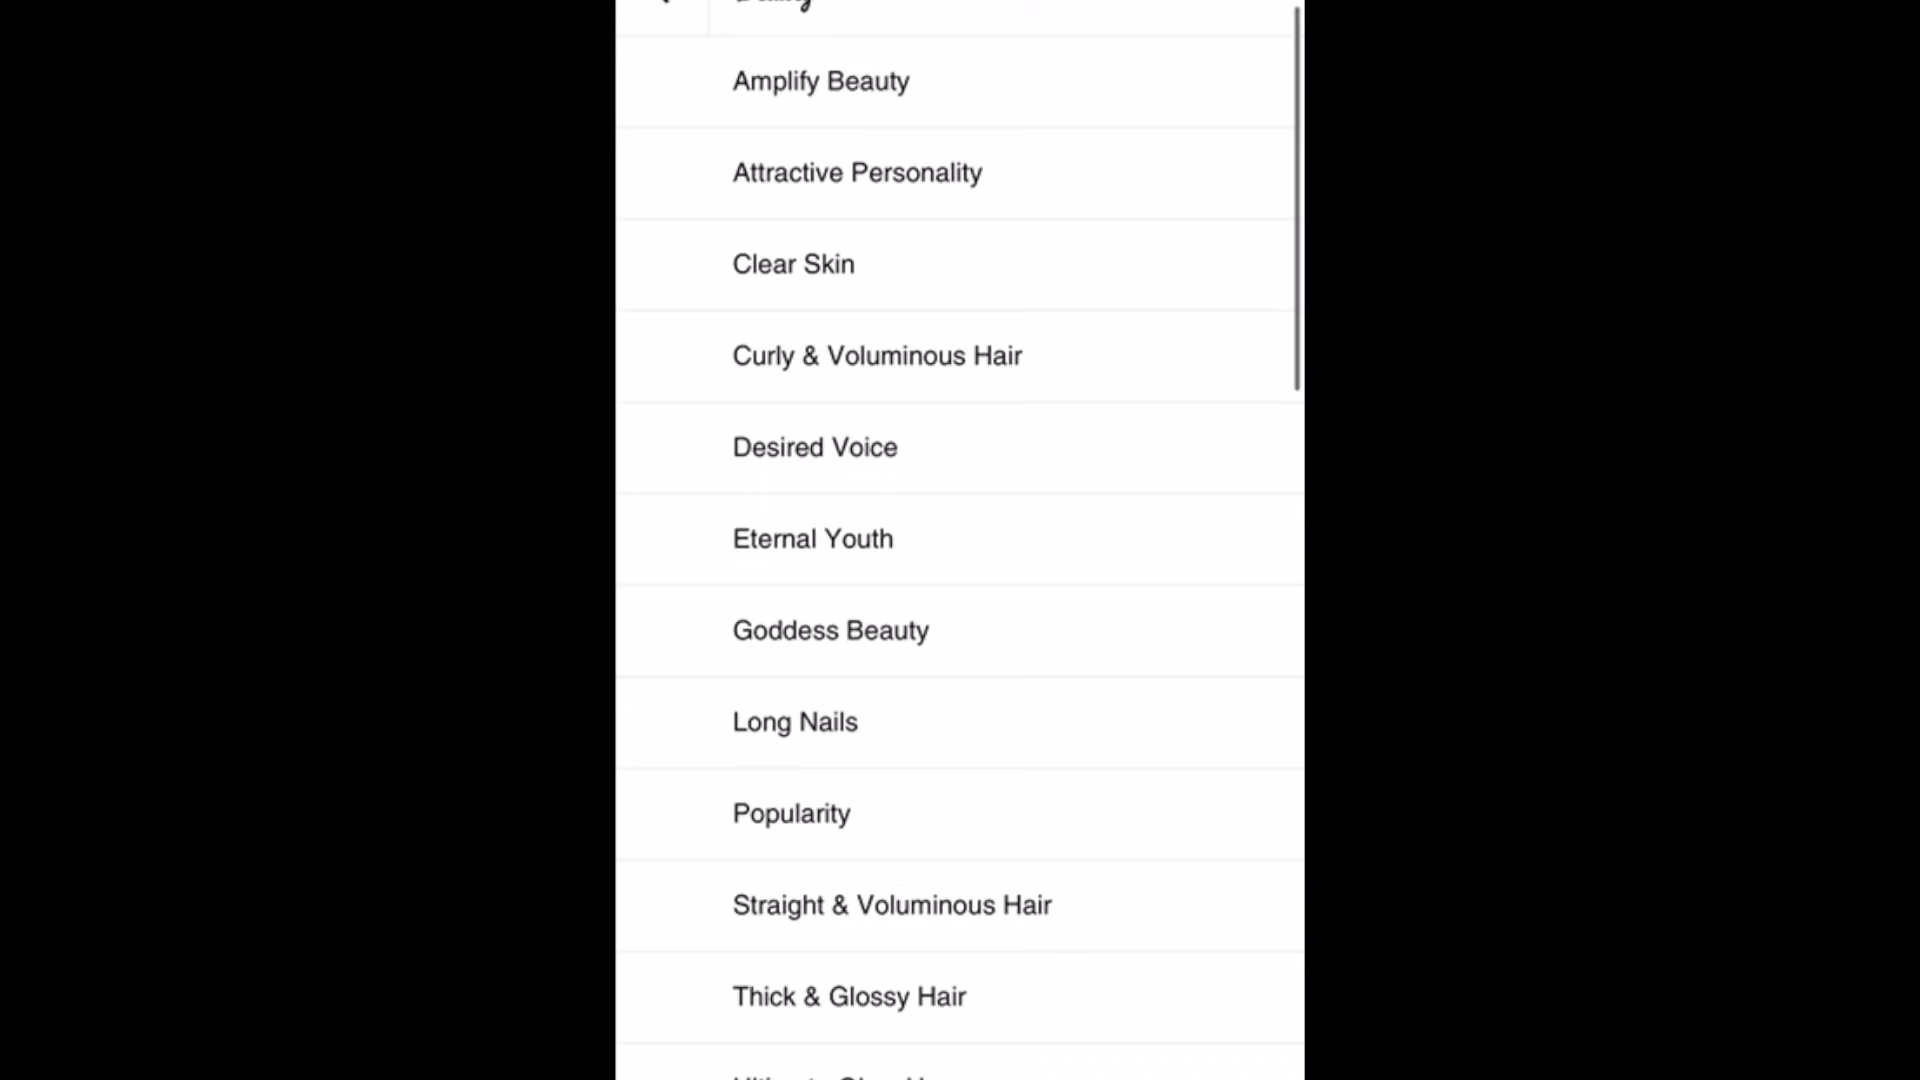 Amplify Beauty
Attractive Personality
Clear Skin
Curly & Voluminous Hair
Desired Voice
Eternal Youth
Goddess Beauty
Long Nails
Popularity
Straight & Voluminous Hair
Thick & Glossy Hair